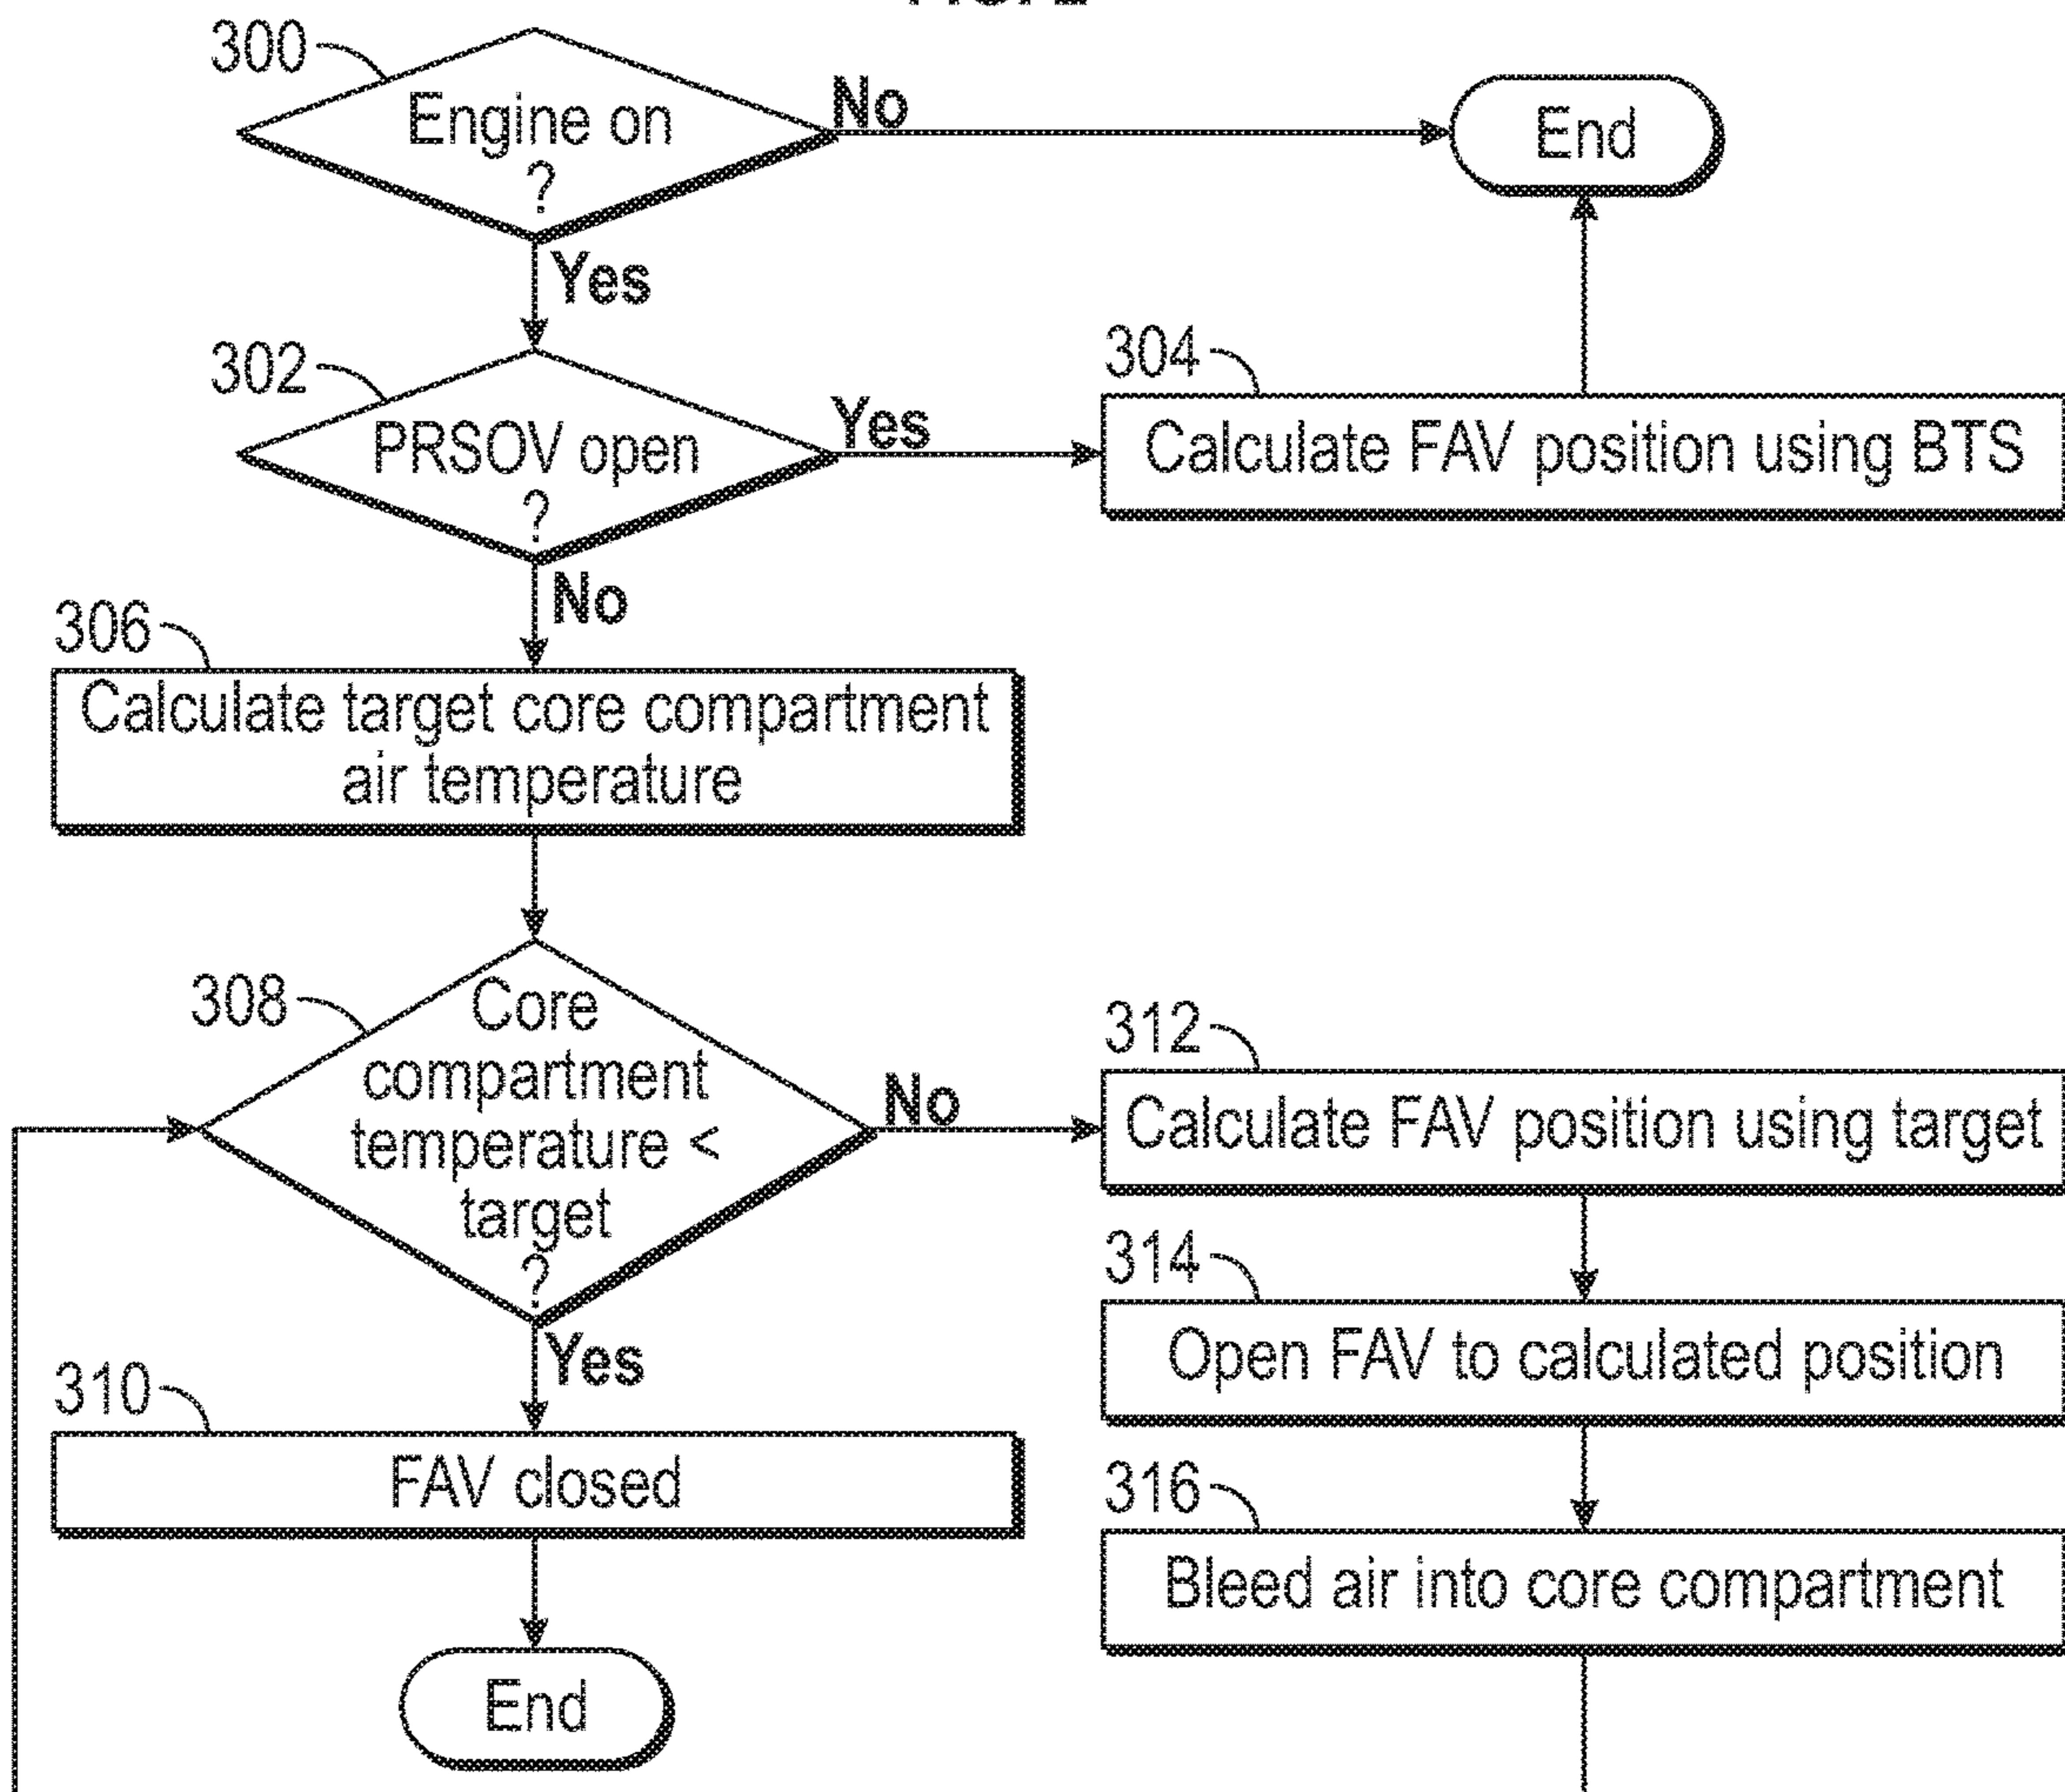 300
Engine on
?
No
End
Yes
302
PRSOV open
?
Yes
304
Calculate FAV position using BTS
No
306
Calculate target core compartment
air temperature
308
Core
compartment
temperature <
target
?
No
312
Calculate FAV position using target
314
Open FAV to calculated position
Yes
310
FAV closed
316
Bleed air into core compartment
End